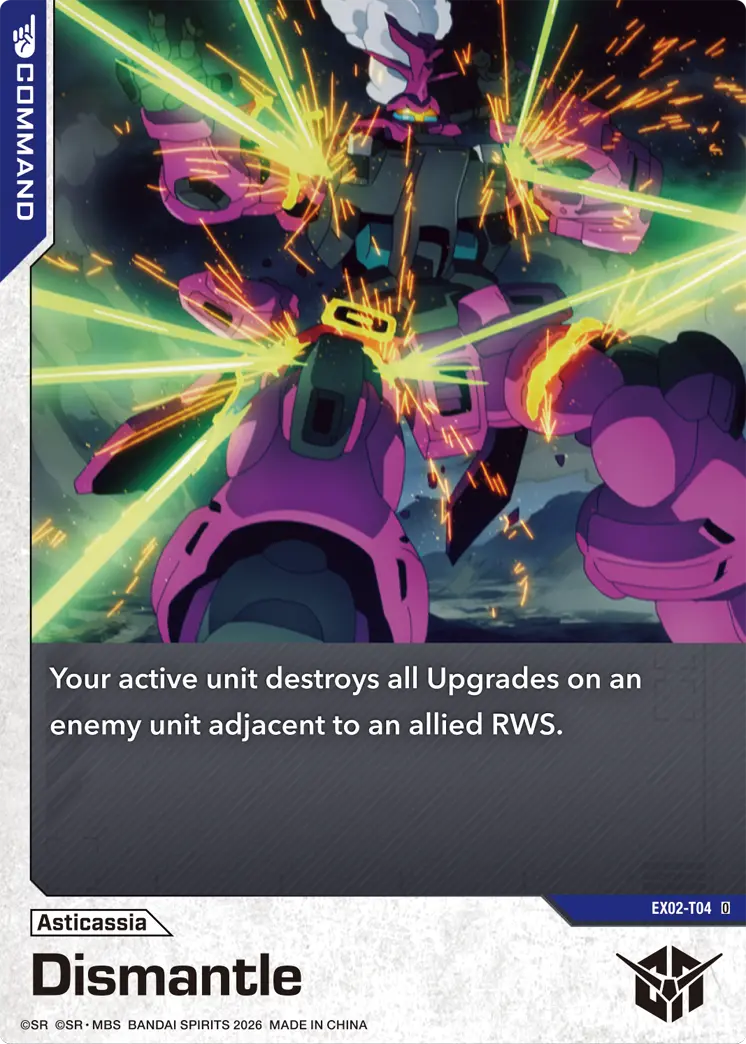 COMMAND
Your active unit destroys all Upgrades on an
enemy unit adjacent to an allied RWS.
EX02-T04 0
Asticassia
Dismantle
©SR ©SR・MBS BANDAI SPIRITS 2026 MADE IN CHINA